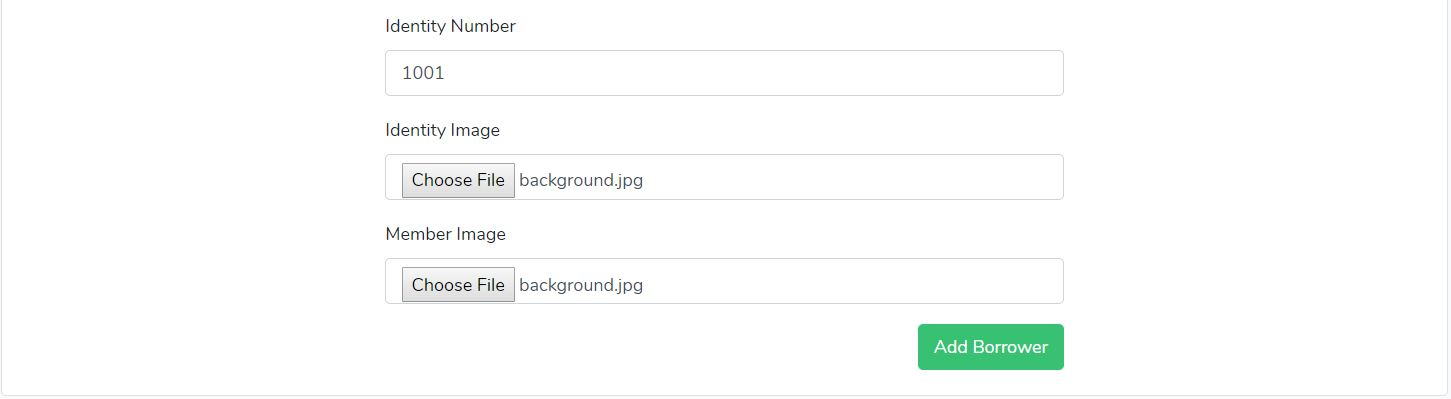 Identity Number
1001
Identity Image
Choose File background.jpg
Member Image
Choose File background.jpg
Add Borrower